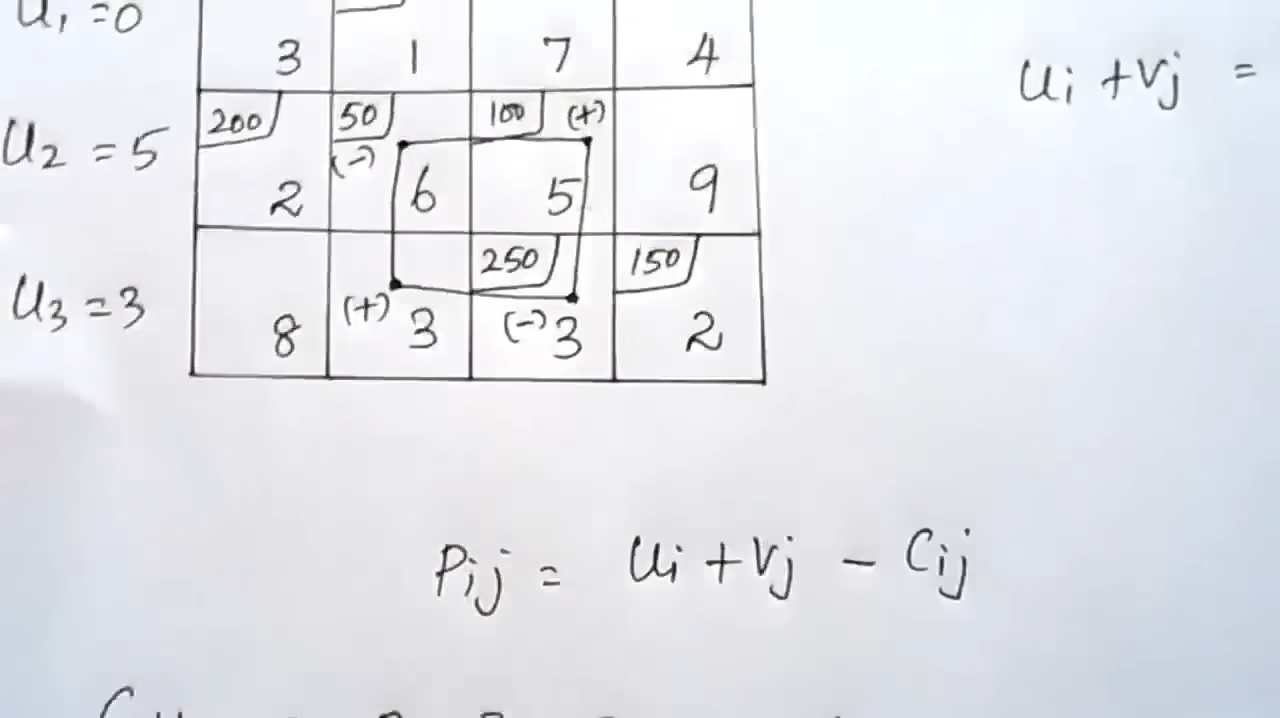 U₁ = 0
3 1 7 4
200 50 100 (+)
U₂ = 5 (-)
2 6 5 9
250 150
U₃ = 3 (+) (-)
8 3 3 2
Ui + Vj =
Pij = Ui + Vj - Cij